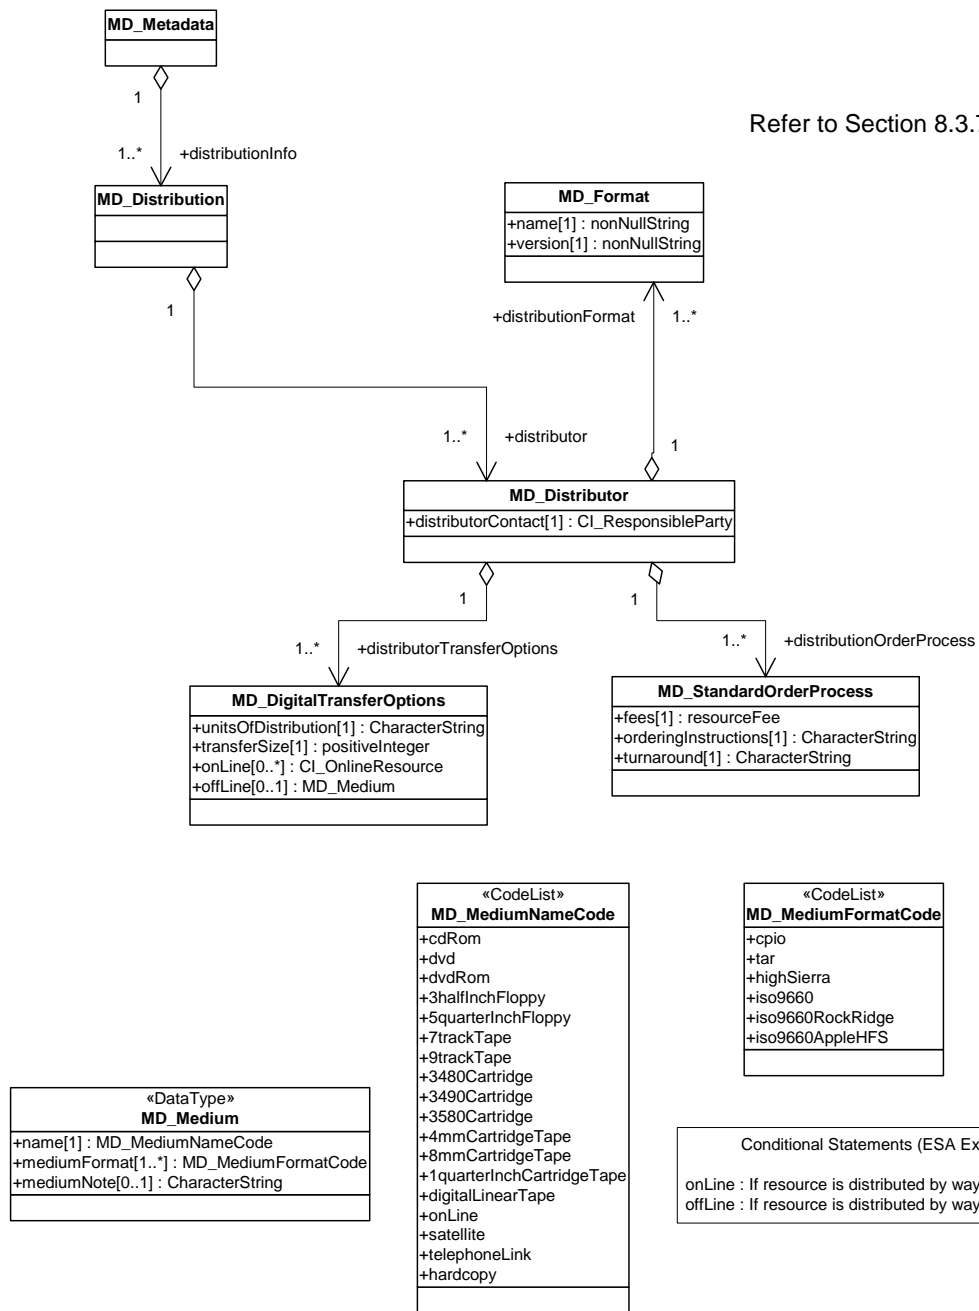 MD_Metadata
1
Refer to Section 8.3.7
1..* +distributionInfo
MD_Distribution
1
MD_Format
+name[1] : nonNullString
+version[1] : nonNullString
+distributionFormat 1..*
1..* +distributor
1
MD_Distributor
+distributorContact[1] : CI_ResponsibleParty
1
1
1..* +distributorTransferOptions
1..* +distributionOrderProcess
MD_DigitalTransferOptions
+unitsOfDistribution[1] : CharacterString
+transferSize[1] : positiveInteger
+onLine[0..*] : CI_OnlineResource
+offLine[0..1] : MD_Medium
MD_StandardOrderProcess
+fees[1] : resourceFee
+orderingInstructions[1] : CharacterString
+turnaround[1] : CharacterString
«CodeList»
MD_MediumNameCode
+cdRom
+dvd
+dvdRom
+3halfInchFloppy
+5quarterInchFloppy
+7trackTape
+9trackTape
+3480Cartridge
+3490Cartridge
+3580Cartridge
+4mmCartridgeTape
+8mmCartridgeTape
+1quarterInchCartridgeTape
+digitalLinearTape
+onLine
+satellite
+telephoneLink
+hardcopy
«CodeList»
MD_MediumFormatCode
+cpio
+tar
+highSierra
+iso9660
+iso9660RockRidge
+iso9660AppleHFS
«DataType»
MD_Medium
+name[1] : MD_MediumNameCode
+mediumFormat[1..*] : MD_MediumFormatCode
+mediumNote[0..1] : CharacterString
Conditional Statements (ESA Ex
onLine : If resource is distributed by way
offLine : If resource is distributed by way